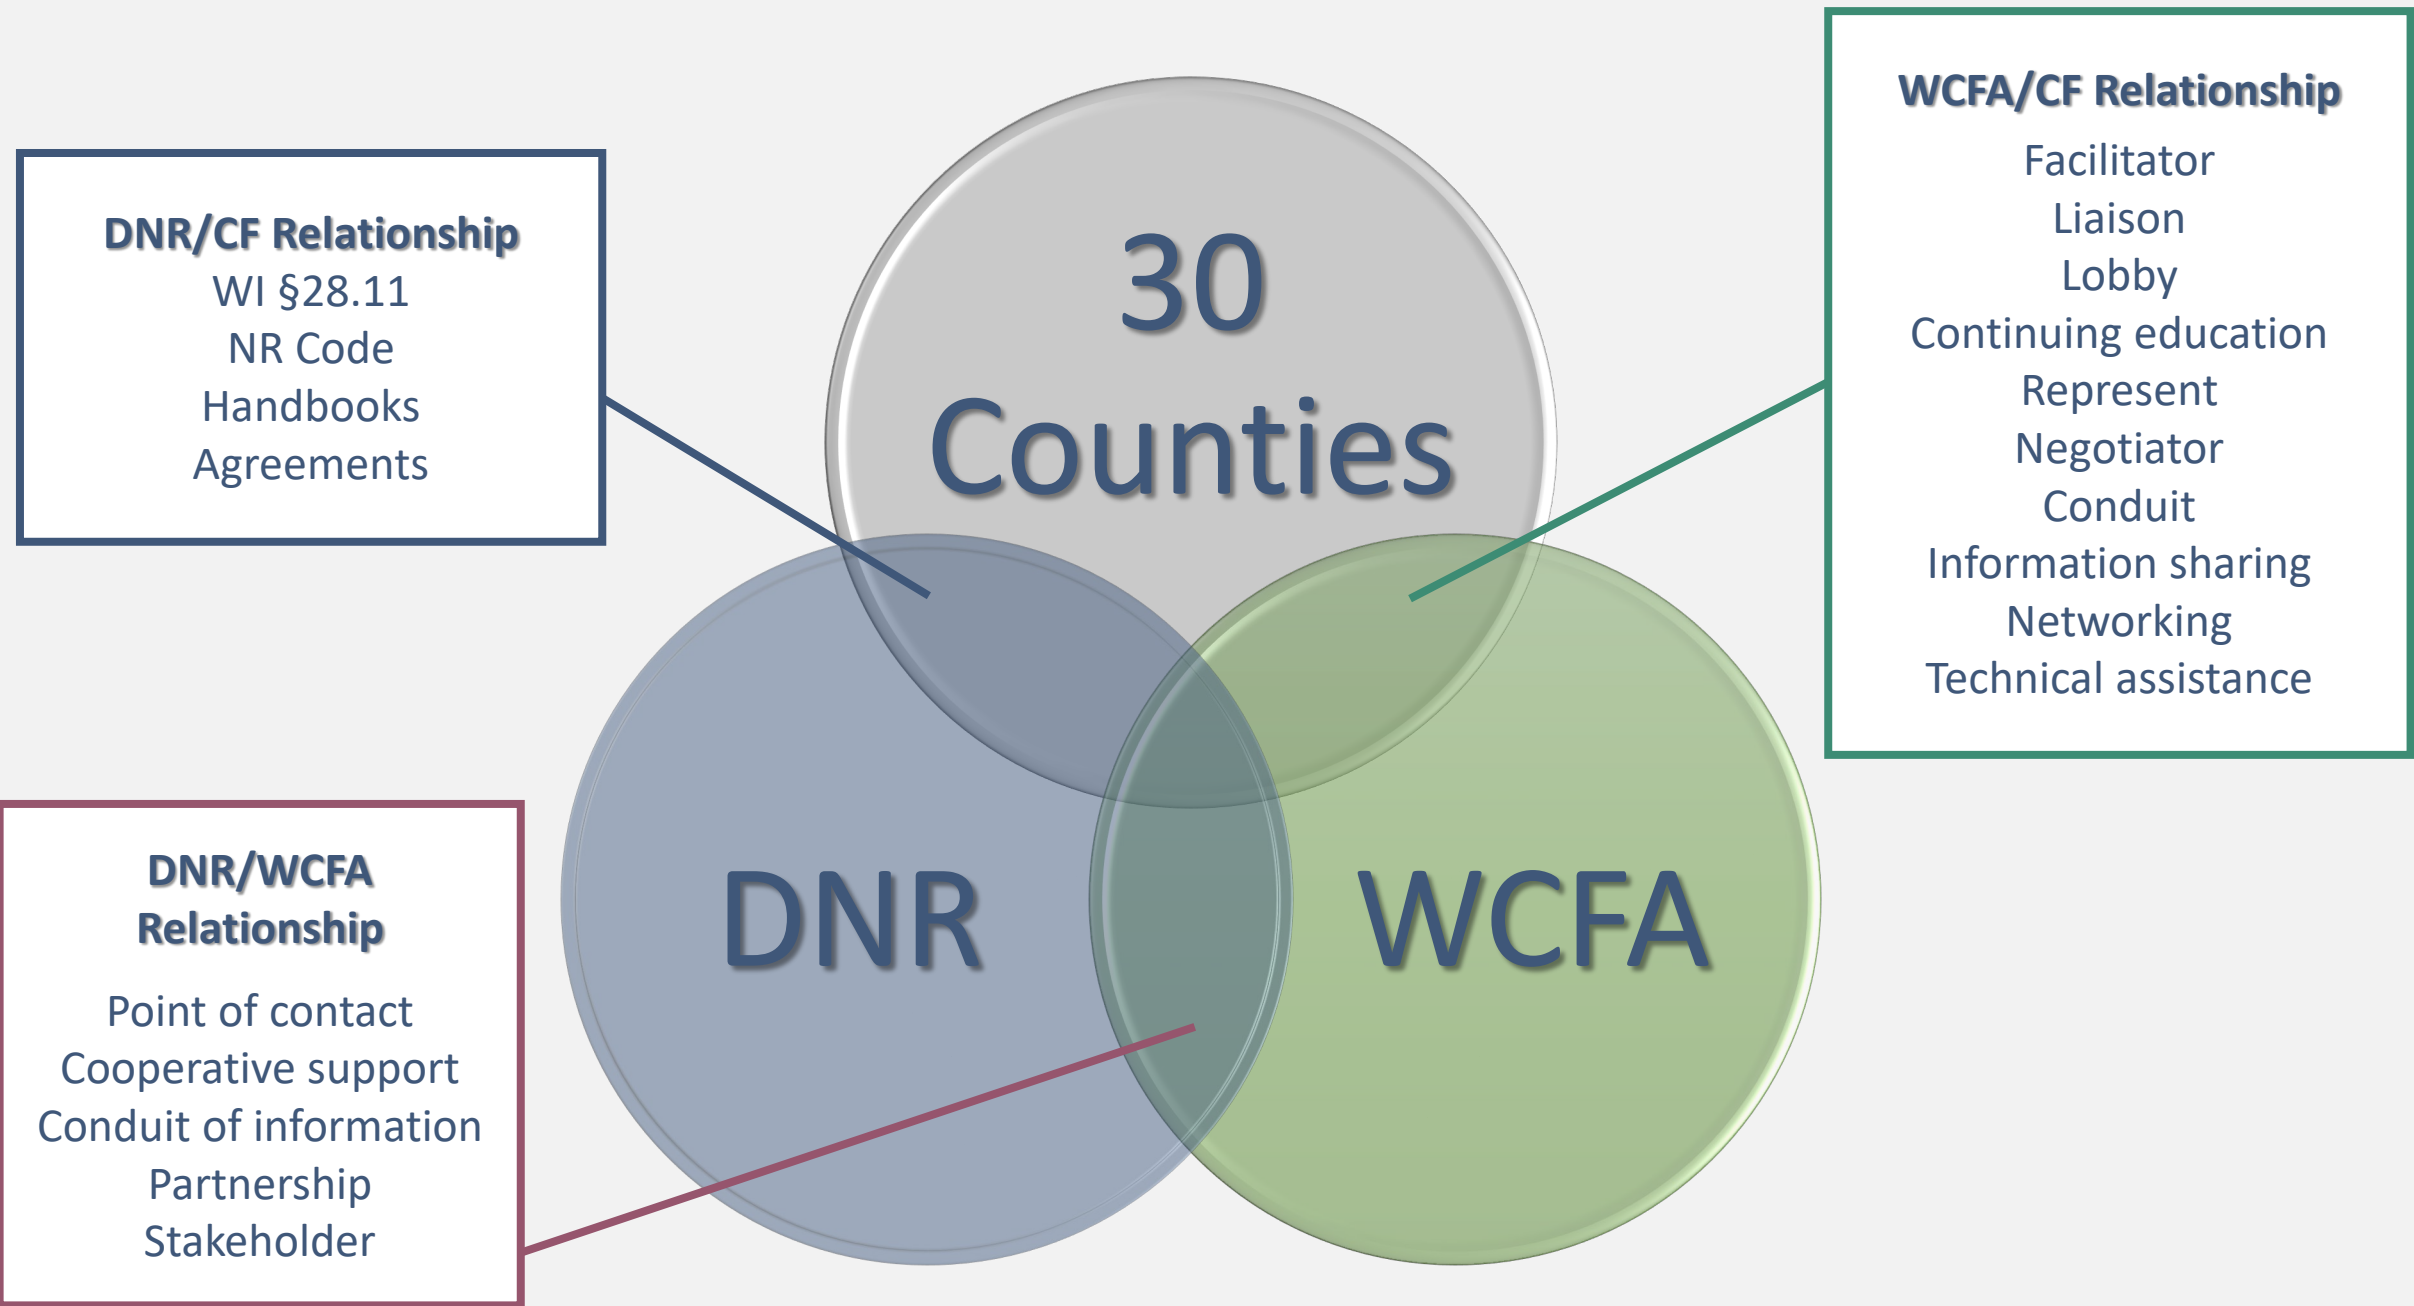 DNR/CF Relationship
WI §28.11
NR Code
Handbooks
Agreements
30
Counties
WCFA/CF Relationship
Facilitator
Liaison
Lobby
Continuing education
Represent
Negotiator
Conduit
Information sharing
Networking
Technical assistance
DNR/WCFA
Relationship
Point of contact
Cooperative support
Conduit of information
Partnership
Stakeholder
DNR
WCFA